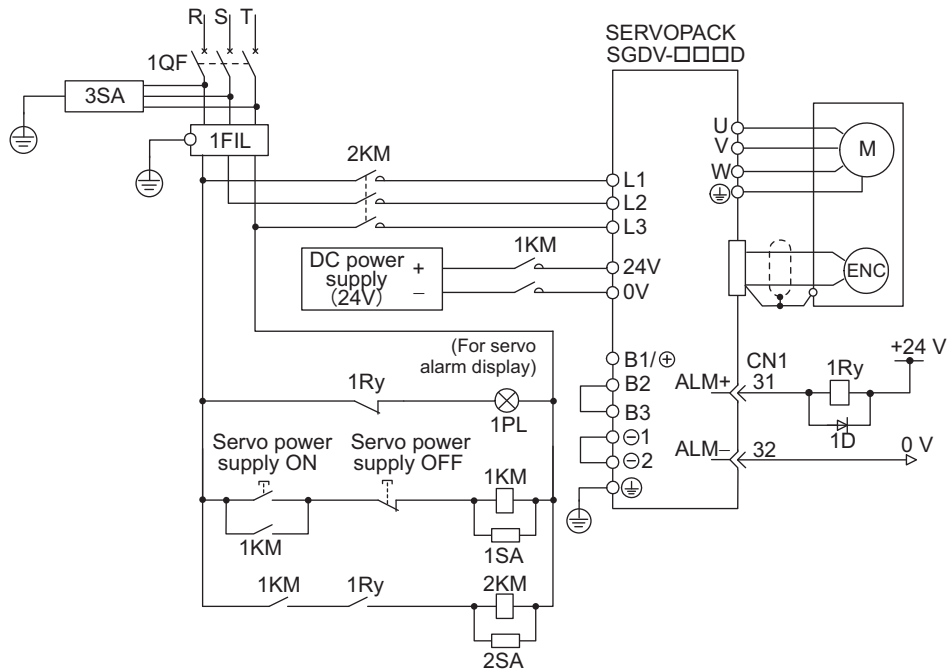 R S T
SERVOPACK
SGDV-□□□D
1QF
3SA
1FIL
2KM
U
V
W
M
L1
L2
L3
1KM
DC power
supply
(24V)
+
−
24V
0V
ENC
(For servo
alarm display)
B1/⊕
B2
B3
⊖1
⊖2
CN1
+24 V
ALM+
31
1Ry
1D
ALM−
32
0 V
1Ry
1PL
Servo power
supply ON
Servo power
supply OFF
1KM
1KM
1SA
1KM
1Ry
2KM
2SA